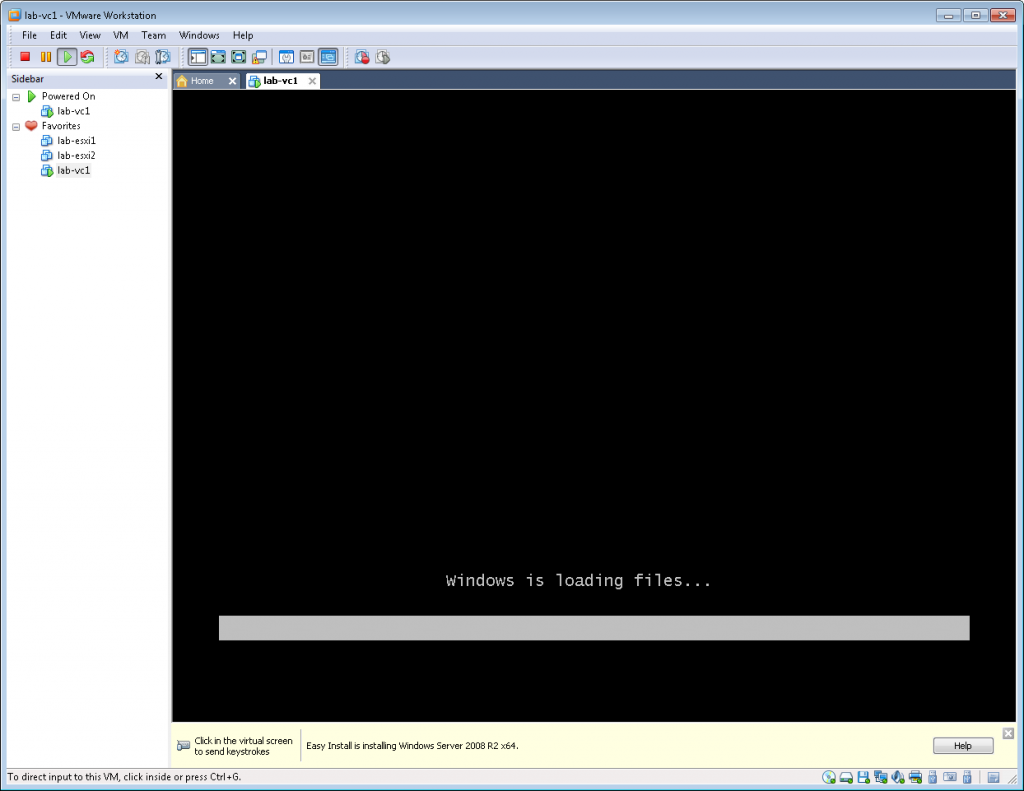 lab-vc1 - VMware Workstation
File Edit View VM Team Windows Help
Sidebar
Home lab-vc1
Powered On
lab-vc1
Favorites
lab-esxi1
lab-esxi2
lab-vc1
Windows is loading files...
Click in the virtual screen
to send keystrokes
Easy Install is installing Windows Server 2008 R2 x64.
Help
To direct input to this VM, click inside or press Ctrl+G.